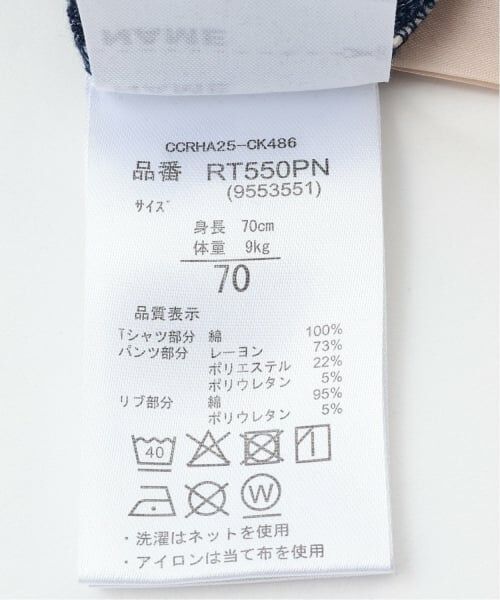 NAME
CCRHA25-CK486
品番 RT550PN
(9553551)
サイズ
身長 70cm
体重 9kg
70
品質表示
Tシャツ部分 綿 100%
パンツ部分 レーヨン 73%
ポリエステル 22%
ポリウレタン 5%
リブ部分 綿 95%
ポリウレタン 5%
40
W
・洗濯はネットを使用
・アイロンは当て布を使用